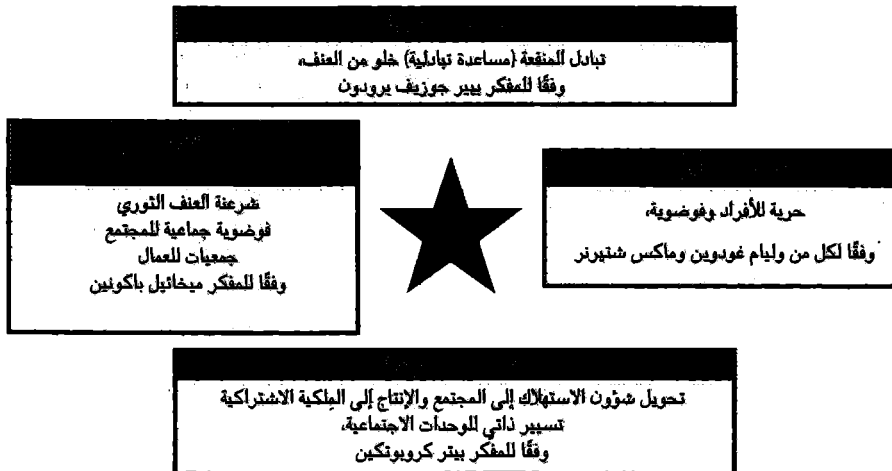 تبادل للمنقعة (مساعدة تبادلية) خلو من العنف،
وفقًا للمفكر بيير جوزيف برودون
حرية للأفراد وفوضوية،
وفقًا لكل من وليام غودوين وماكس شتيرنر
شرعنة العنف الثوري
فوضوية جماعية للمجتمع
جمعيات للعمال
وفقًا للمفكر ميخائيل باكونين
تحويل شؤون الاستهلاك إلى المجتمع والإنتاج إلى الملكية الاشتراكية
تسيير ذاتي للوحدات الاجتماعية،
وفقًا للمفكر بيتر كروبوتكين